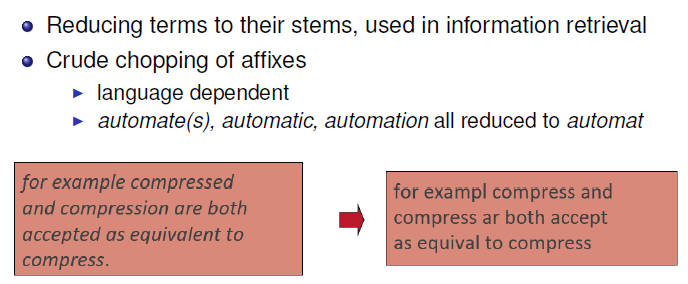 Reducing terms to their stems, used in information retrieval
Crude chopping of affixes
language dependent
automate(s), automatic, automation all reduced to automat
for example compressed
and compression are both
accepted as equivalent to
compress.
for exampl compress and
compress ar both accept
as equival to compress